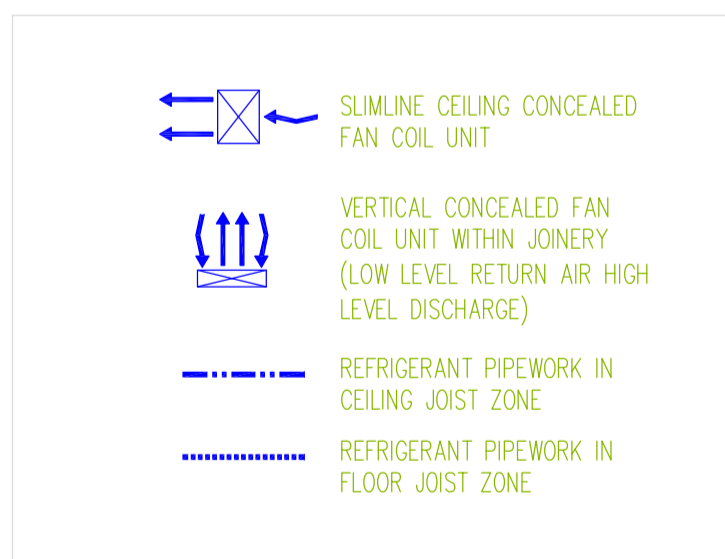 SLIMLINE CEILING CONCEALED
FAN COIL UNIT
VERTICAL CONCEALED FAN
COIL UNIT WITHIN JOINERY
(LOW LEVEL RETURN AIR HIGH
LEVEL DISCHARGE)
REFRIGERANT PIPEWORK IN
CEILING JOIST ZONE
REFRIGERANT PIPEWORK IN
FLOOR JOIST ZONE